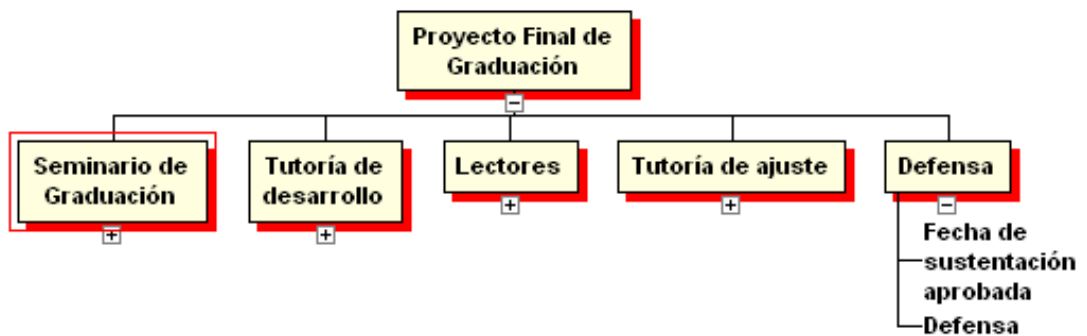 Proyecto Final de
Graduación
Seminario de
Graduación
Tutoría de
desarrollo
Lectores
Tutoría de ajuste
Defensa
Fecha de
sustentación
aprobada
Defensa